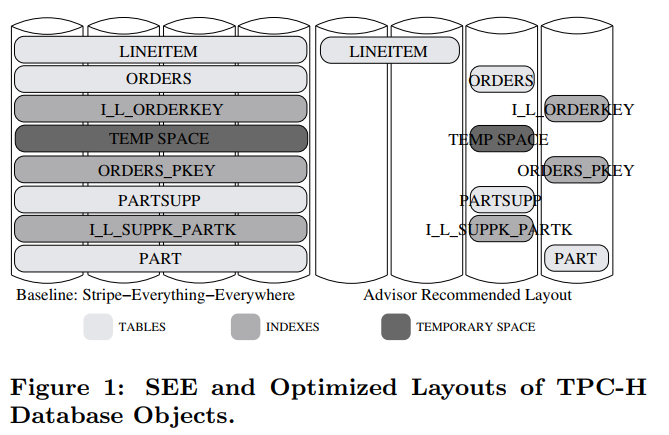 LINEITEM LINEITEM
ORDERS ORDERS
I_L_ORDERKEY I_L_ORDERKEY
TEMP SPACE TEMP SPACE
ORDERS_PKEY ORDERS_PKEY
PARTSUPP PARTSUPP
I_L_SUPPK_PARTK I_L_SUPPK_PARTK
PART PART
Baseline: Stripe−Everything−Everywhere Advisor Recommended Layout
TABLES INDEXES TEMPORARY SPACE
Figure 1: SEE and Optimized Layouts of TPC-H
Database Objects.